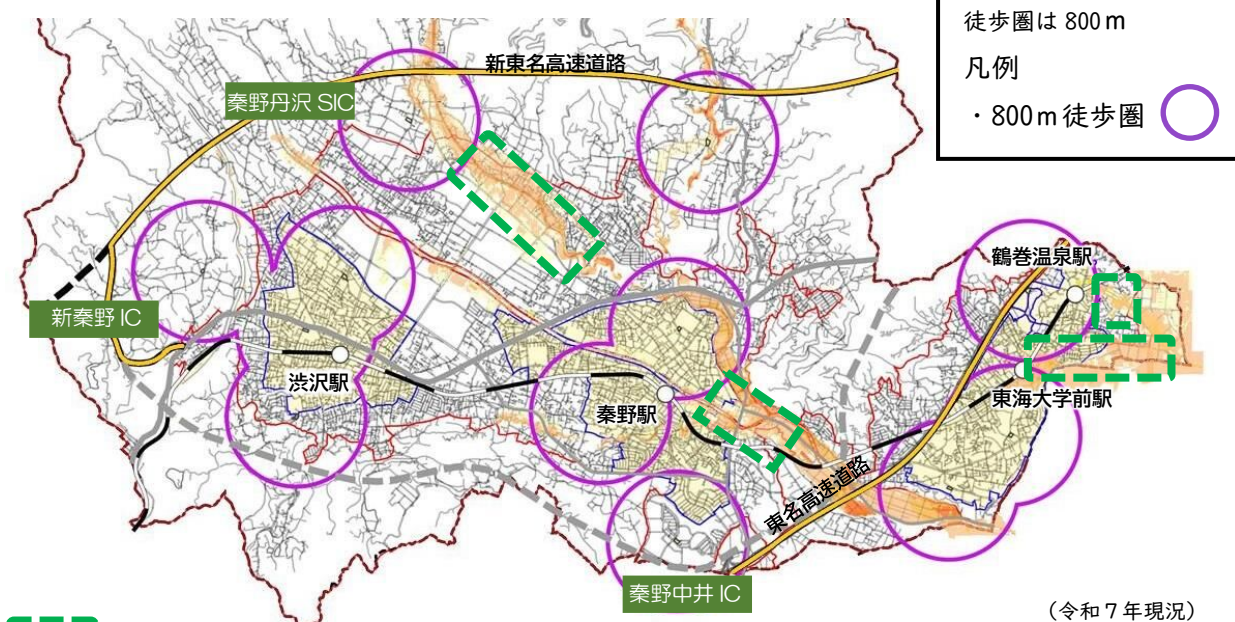 徒歩圏は 800m
凡例
・800m徒歩圏
新東名高速道路
秦野丹沢 SIC
鶴巻温泉駅
新秦野 IC
渋沢駅
秦野駅
東海大学前駅
東名高速道路
秦野中井 IC
(令和7年現況)